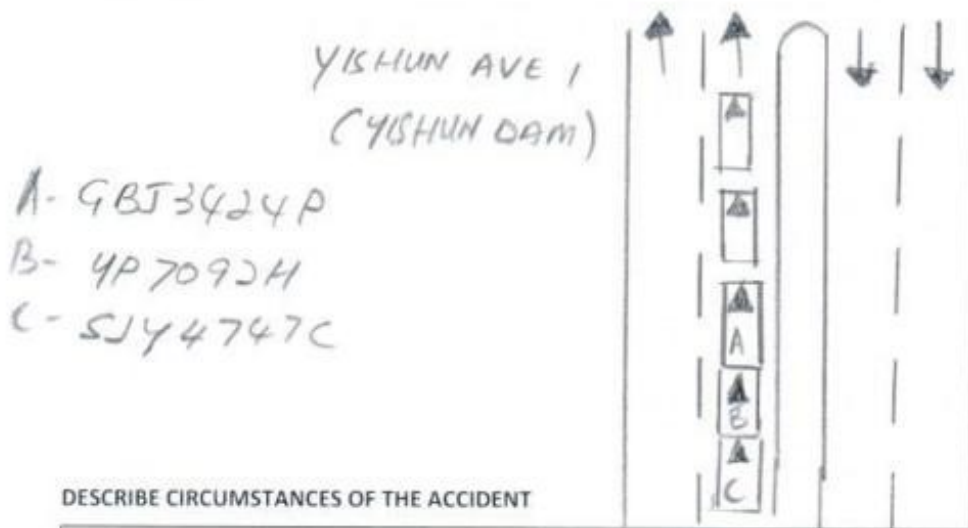 YISHUN AVE 1
(YISHUN DAM)
A- GBJ3424P
B- YP7092H
C- SJY4747C
A
B
C
DESCRIBE CIRCUMSTANCES OF THE ACCIDENT